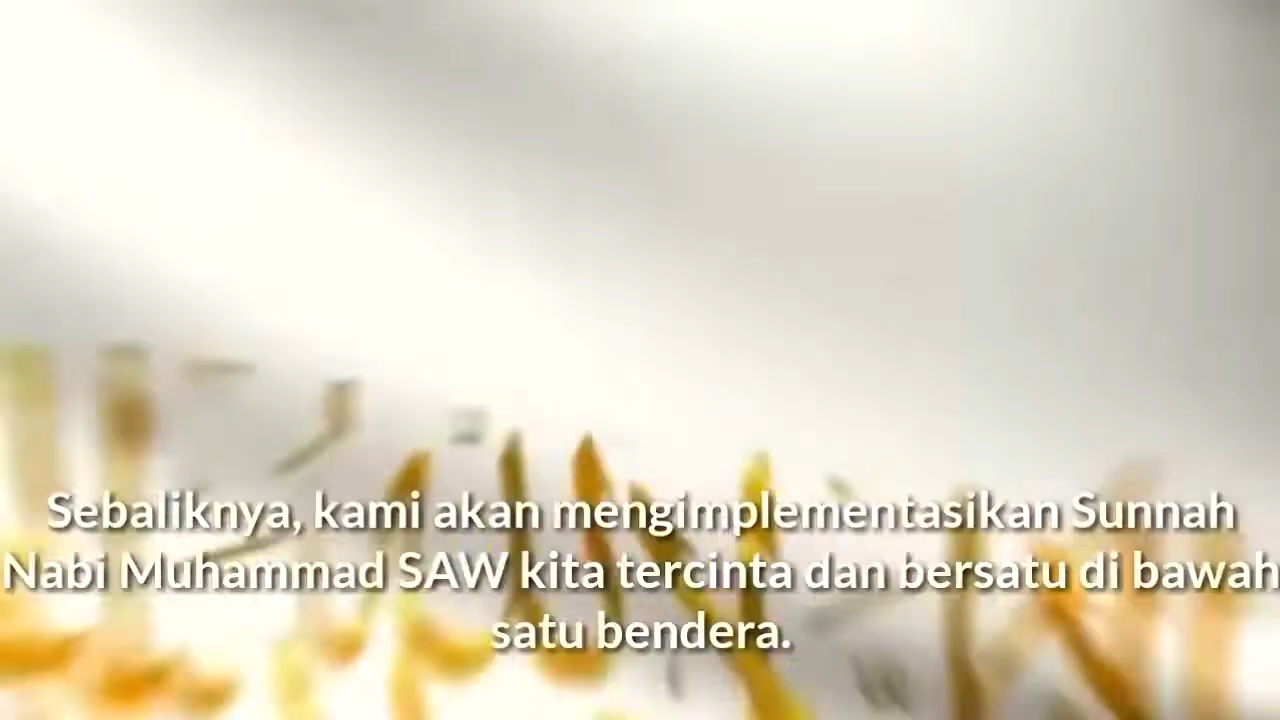 Sebaliknya, kami akan mengimplementasikan Sunnah
Nabi Muhammad SAW kita tercinta dan bersatu di bawah
satu bendera.